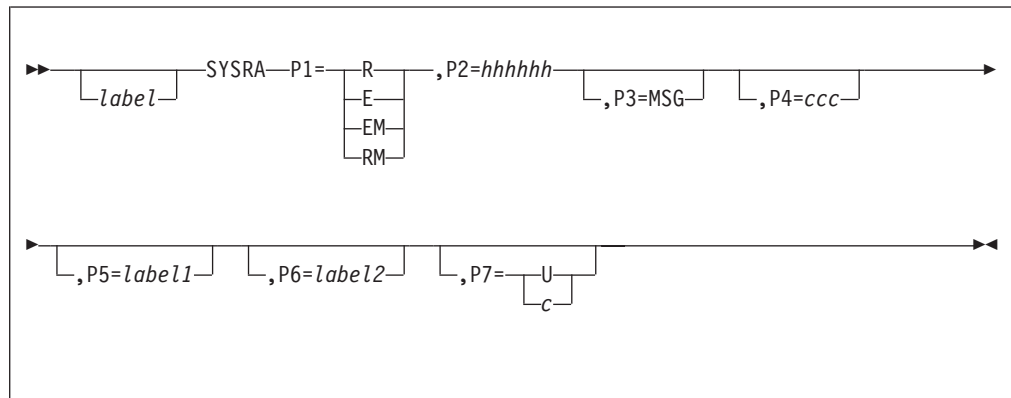 label SYSRA P1= R ,P2=hhhhhh ,P3=MSG ,P4=ccc
E
EM
RM
,P5=label1 ,P6=label2 ,P7= U
c